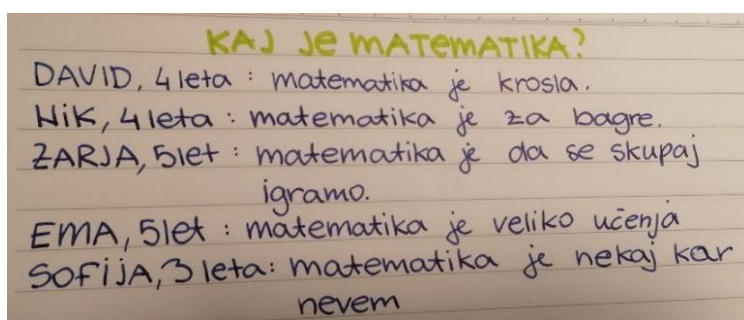 KAJ Je mATemATIKA?
DAVID, 4 leta : matematika je krosla.
NiK, 4 leta : matematika je za bagre.
ZARJA, 5 let : matematika je da se skupaj
igramo.
EMA, 5 let : matematika je veliko učenja
SOFiJA, 3 leta: matematika je nekaj kar
nevem